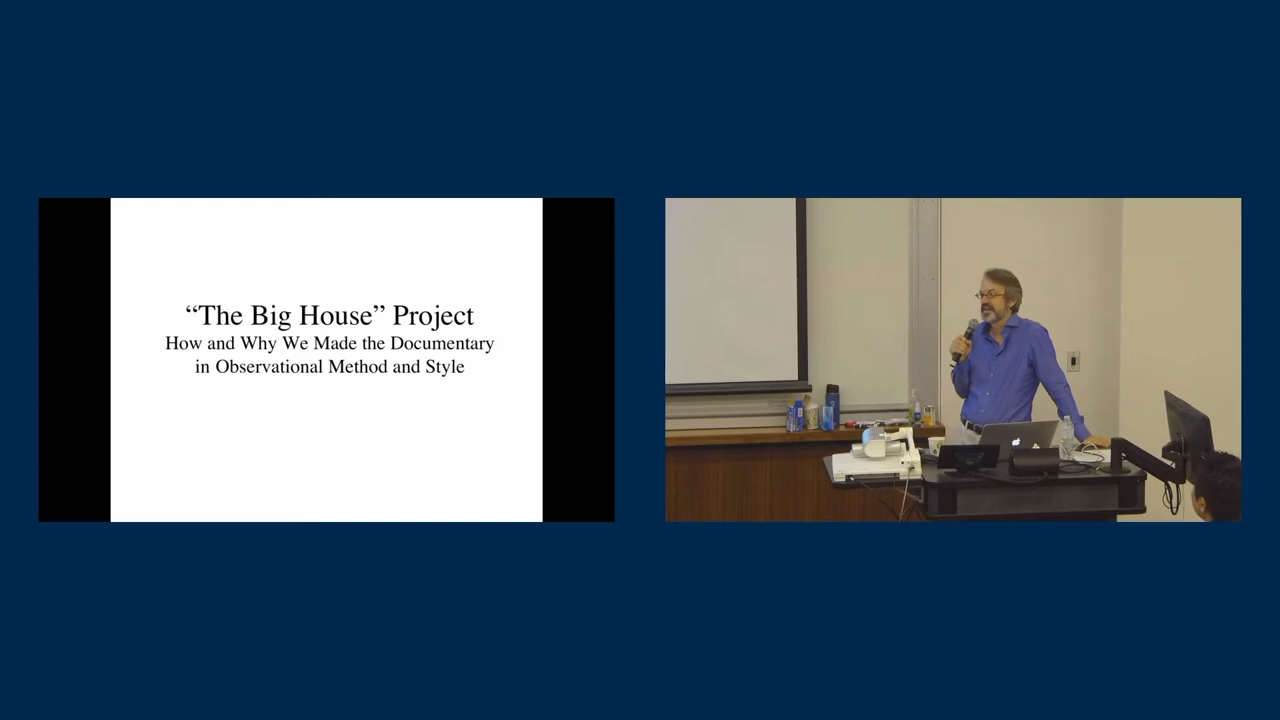 “The Big House” Project
How and Why We Made the Documentary
in Observational Method and Style